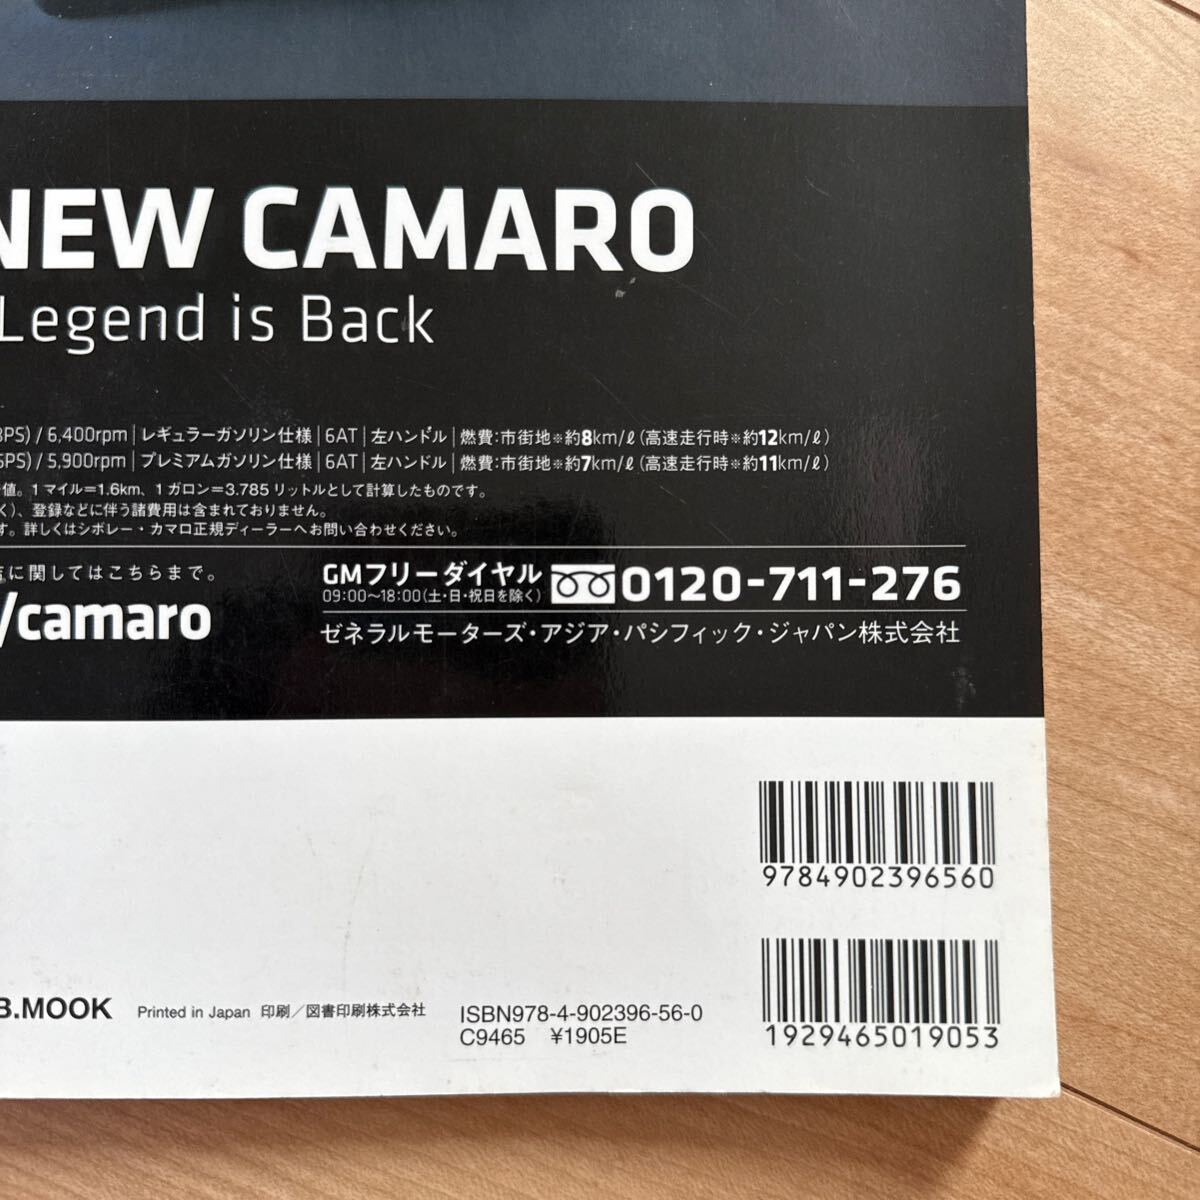 NEW CAMARO
Legend is Back
PS) / 6,400rpm | レギュラーガソリン仕様 | 6AT | 左ハンドル | 燃費:市街地※約8km/ℓ (高速走行時※約12km/ℓ)
PS) / 5,900rpm | プレミアムガソリン仕様 | 6AT | 左ハンドル | 燃費:市街地※約7km/ℓ (高速走行時※約11km/ℓ)
値。1マイル=1.6km、1ガロン=3.785リットルとして計算したものです。
く)、登録などに伴う諸費用は含まれておりません。
す。詳しくはシボレー・カマロ正規ディーラーへお問い合わせください。
に関してはこちらまで。
/camaro
GMフリーダイヤル
09:00〜18:00(土・日・祝日を除く)
0120-711-276
ゼネラルモーターズ・アジア・パシフィック・ジャパン株式会社
9784902396560
B.MOOK
Printed in Japan 印刷/図書印刷株式会社
ISBN978-4-902396-56-0
C9465 ¥1905E
1929465019053